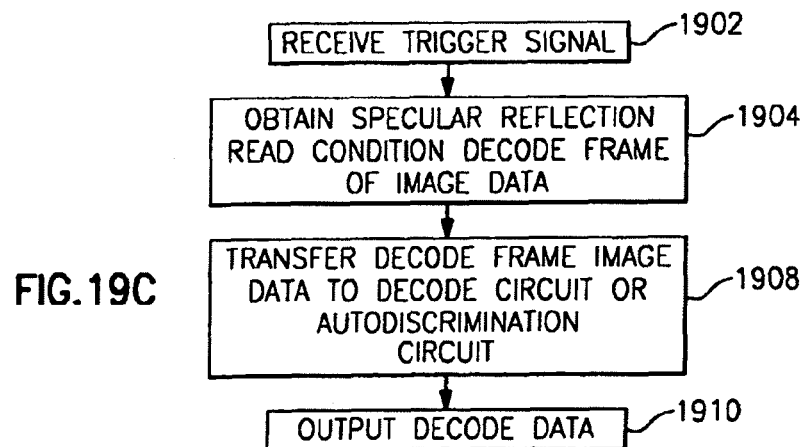 RECEIVE TRIGGER SIGNAL
1902
OBTAIN SPECULAR REFLECTION
READ CONDITION DECODE FRAME
OF IMAGE DATA
1904
TRANSFER DECODE FRAME IMAGE
DATA TO DECODE CIRCUIT OR
AUTODISCRIMINATION
CIRCUIT
1908
FIG.19C
OUTPUT DECODE DATA
1910